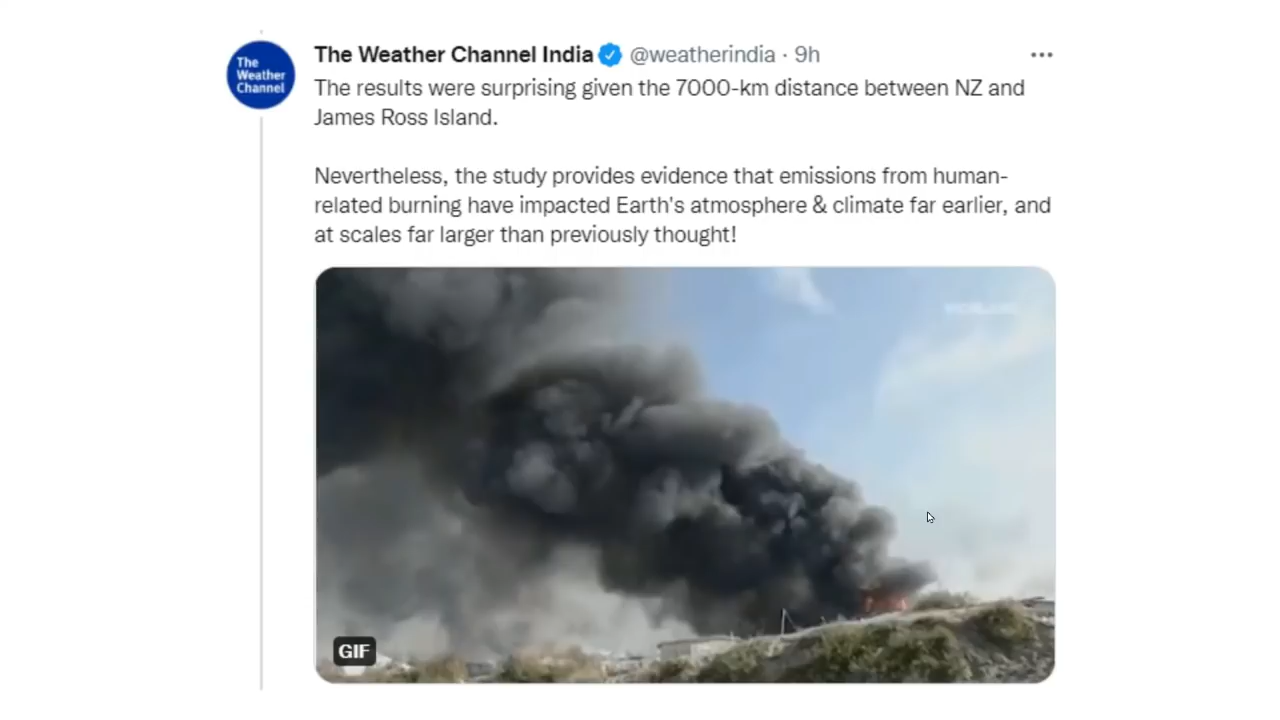 The
Weather
Channel
The Weather Channel India @weatherindia · 9h
The results were surprising given the 7000-km distance between NZ and
James Ross Island.
Nevertheless, the study provides evidence that emissions from human-
related burning have impacted Earth's atmosphere & climate far earlier, and
at scales far larger than previously thought!
GIF